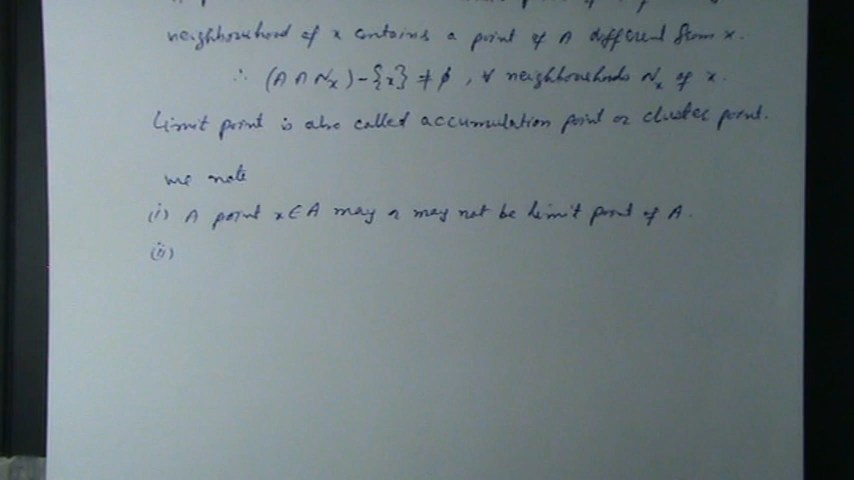 neighbourhood of x contains a point of A different from x.
∴ (A ∩ Nx) - {x} ≠ ϕ, ∀ neighbourhoods Nx of x.
Limit point is also called accumulation point or cluster point.
we note
(i) A point x ∈ A may or may not be limit point of A.
(ii)